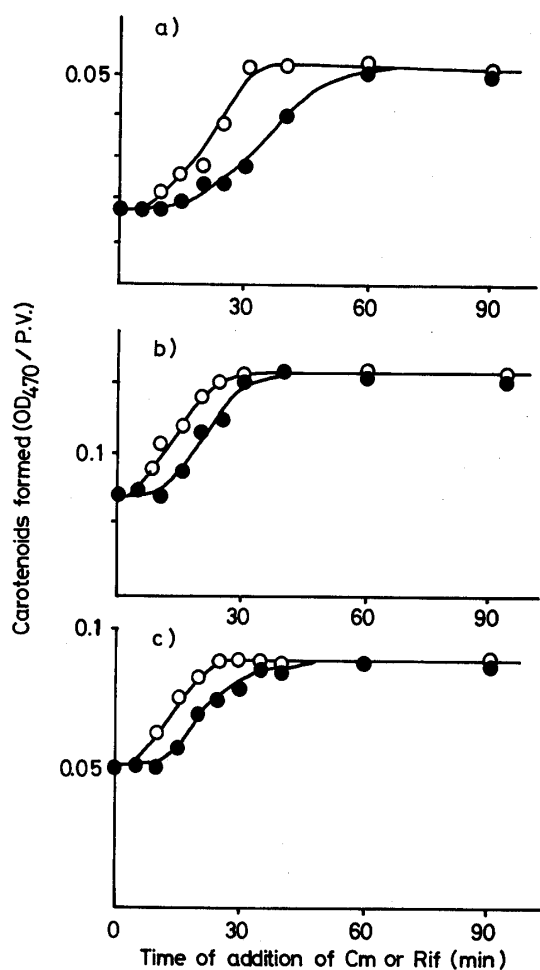 a)
0.05
30 60 90
b)
0.1
30 60 90
c)
0.1
0.05
0 30 60 90
Time of addition of Cm or Rif (min)
Carotenoids formed (OD470 / P.V.)